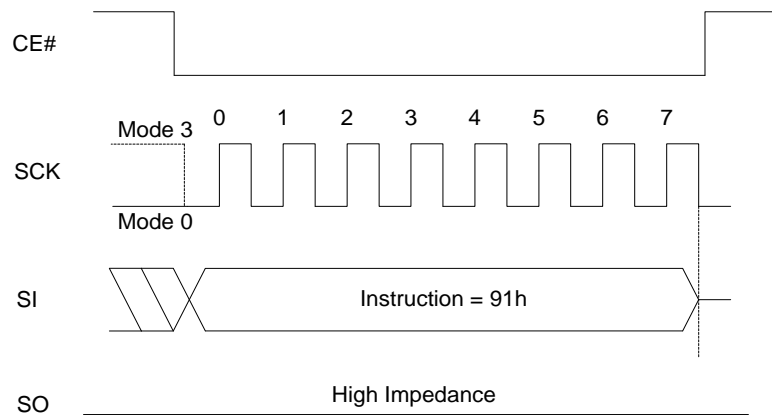 CE#
0 1 2 3 4 5 6 7
Mode 3
SCK
Mode 0
SI
Instruction = 91h
SO
High Impedance